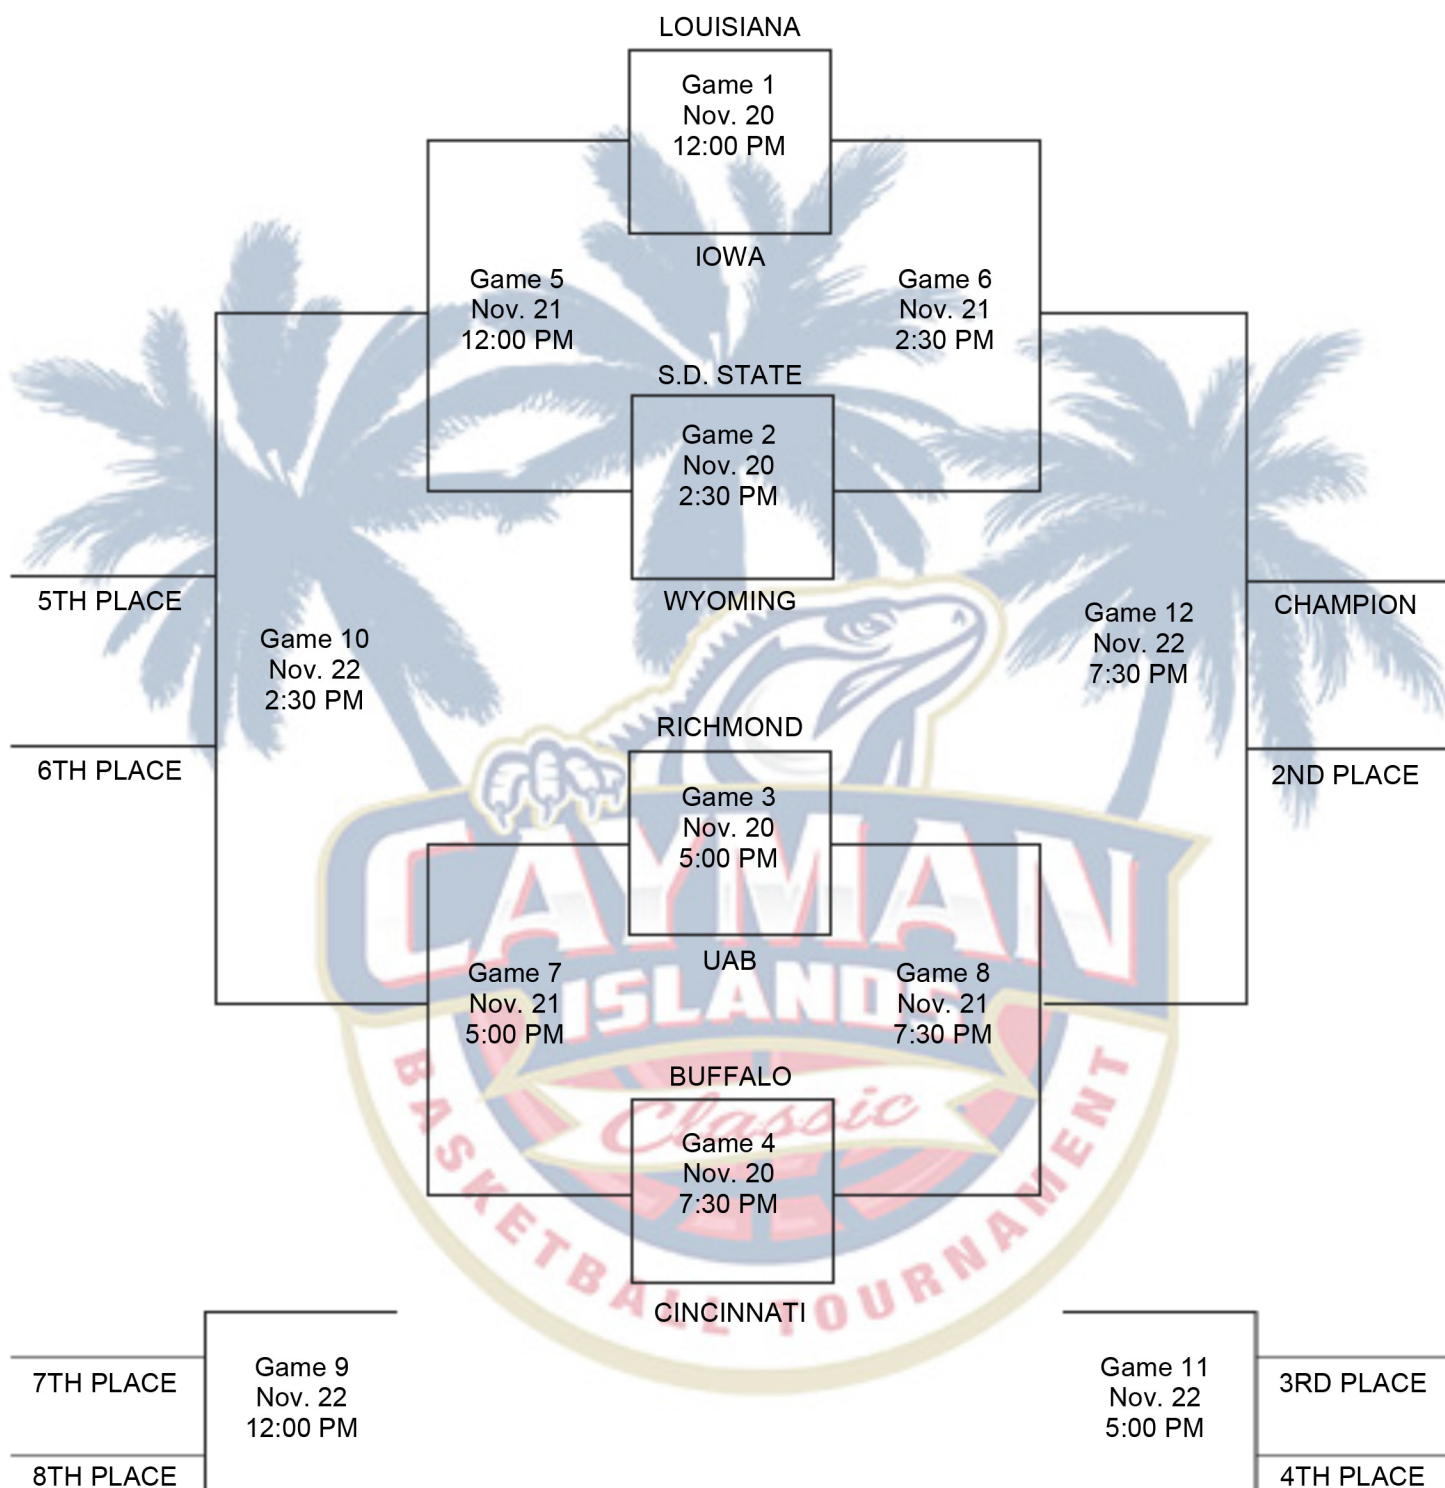 LOUISIANA
Game 1
Nov. 20
12:00 PM
IOWA
Game 5
Nov. 21
12:00 PM
Game 6
Nov. 21
2:30 PM
S.D. STATE
Game 2
Nov. 20
2:30 PM
WYOMING
5TH PLACE
Game 10
Nov. 22
2:30 PM
6TH PLACE
Game 12
Nov. 22
7:30 PM
CHAMPION
2ND PLACE
RICHMOND
Game 3
Nov. 20
5:00 PM
UAB
Game 7
Nov. 21
5:00 PM
Game 8
Nov. 21
7:30 PM
BUFFALO
Game 4
Nov. 20
7:30 PM
CINCINNATI
CAYMAN
ISLANDS
Classic
BASKETBALL TOURNAMENT
7TH PLACE
Game 9
Nov. 22
12:00 PM
8TH PLACE
Game 11
Nov. 22
5:00 PM
3RD PLACE
4TH PLACE